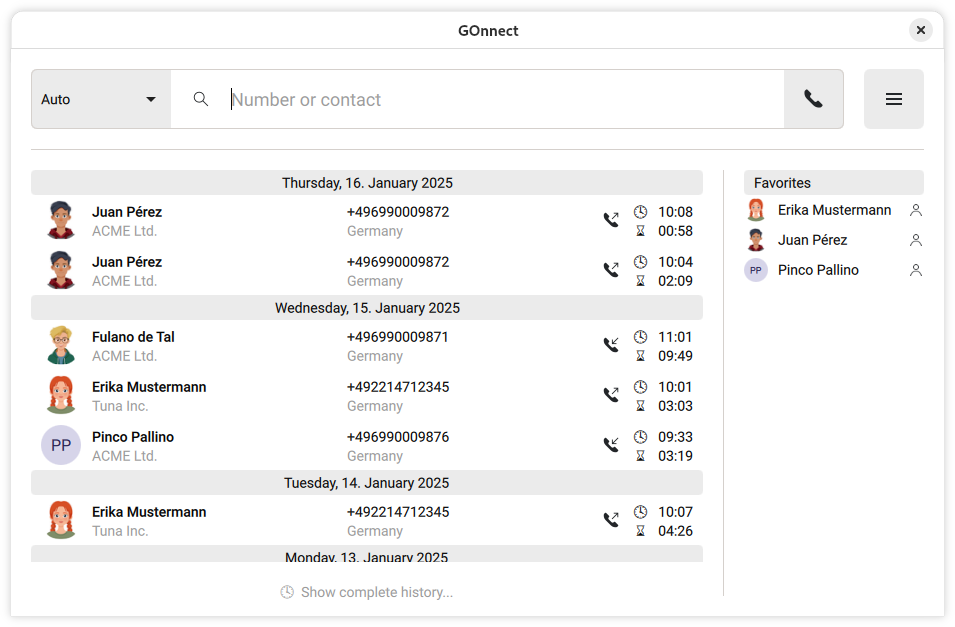 GOnnect
Auto
Number or contact
Thursday, 16. January 2025
Juan Pérez +496990009872 10:08
ACME Ltd. Germany 00:58
Juan Pérez +496990009872 10:04
ACME Ltd. Germany 02:09
Wednesday, 15. January 2025
Fulano de Tal +496990009871 11:01
ACME Ltd. Germany 09:49
Erika Mustermann +492214712345 10:01
Tuna Inc. Germany 03:03
PP
Pinco Pallino +496990009876 09:33
ACME Ltd. Germany 03:19
Tuesday, 14. January 2025
Erika Mustermann +492214712345 10:07
Tuna Inc. Germany 04:26
Monday, 13. January 2025
Show complete history...
Favorites
Erika Mustermann
Juan Pérez
PP Pinco Pallino